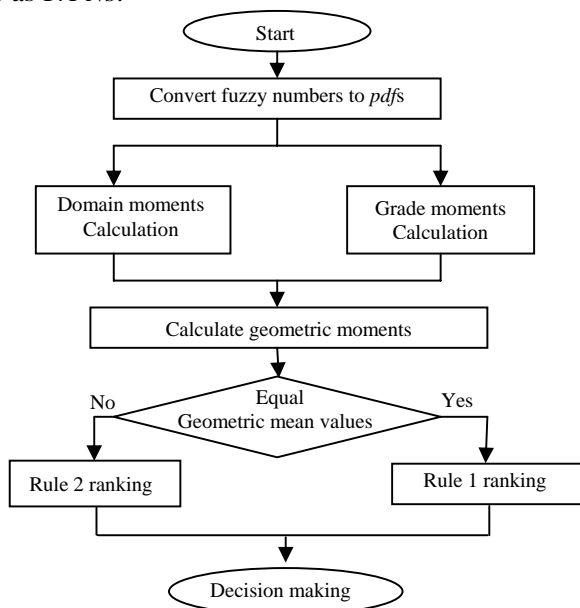 Start
Convert fuzzy numbers to pdfs
Domain moments
Calculation
Grade moments
Calculation
Calculate geometric moments
Equal
Geometric mean values
No
Yes
Rule 2 ranking
Rule 1 ranking
Decision making